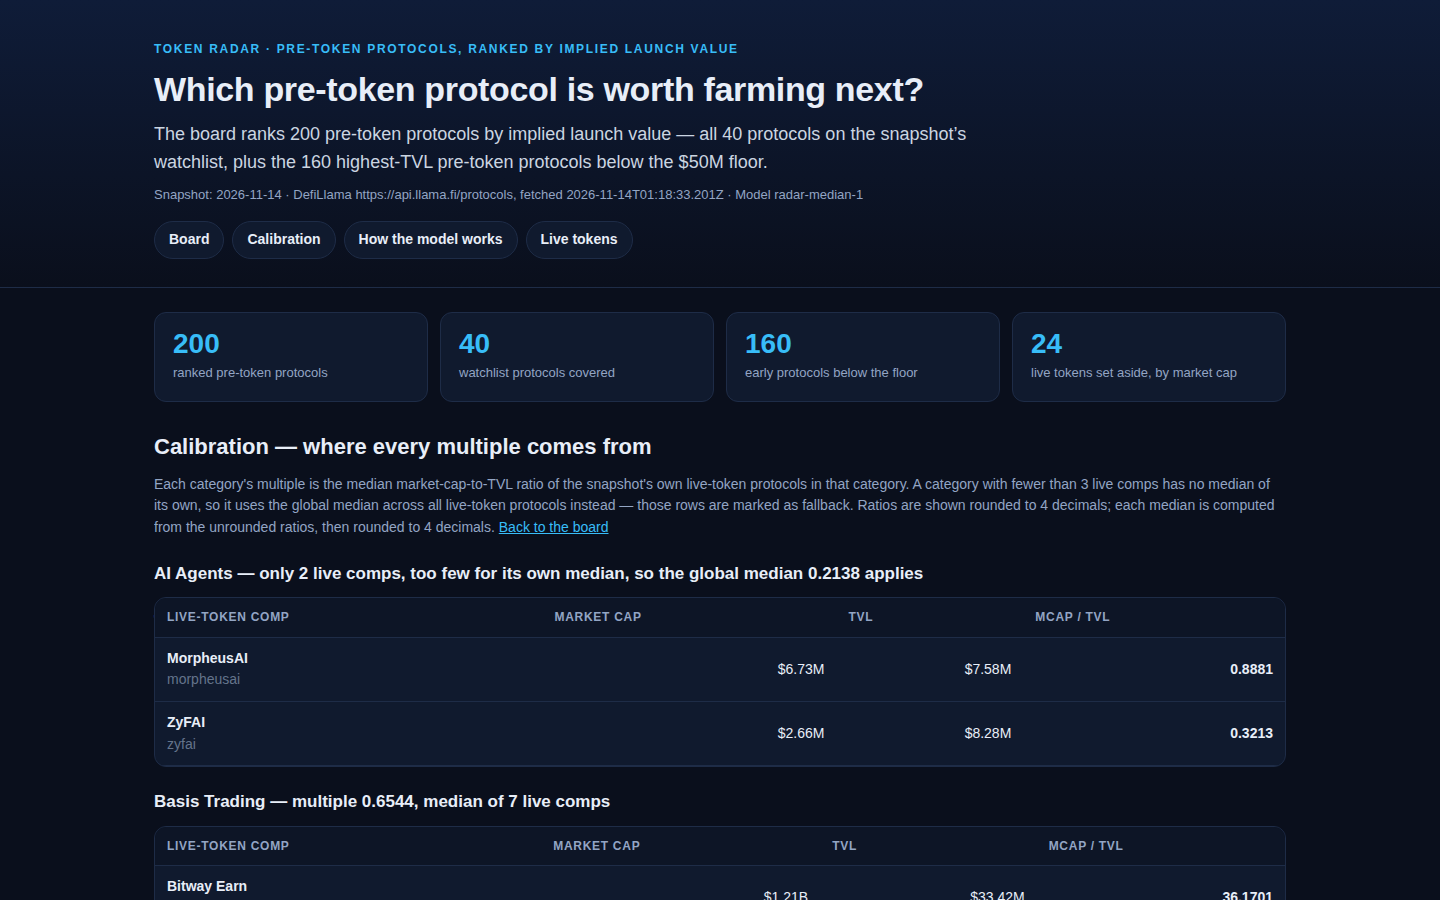 TOKEN RADAR · PRE-TOKEN PROTOCOLS, RANKED BY IMPLIED LAUNCH VALUE
Which pre-token protocol is worth farming next?
The board ranks 200 pre-token protocols by implied launch value — all 40 protocols on the snapshot's
watchlist, plus the 160 highest-TVL pre-token protocols below the $50M floor.
Snapshot: 2026-11-14 · DefiLlama https://api.llama.fi/protocols, fetched 2026-11-14T01:18:33.201Z · Model radar-median-1
Board Calibration How the model works Live tokens
200 40 160 24
ranked pre-token protocols watchlist protocols covered early protocols below the floor live tokens set aside, by market cap
Calibration — where every multiple comes from
Each category's multiple is the median market-cap-to-TVL ratio of the snapshot's own live-token protocols in that category. A category with fewer than 3 live comps has no median of
its own, so it uses the global median across all live-token protocols instead — those rows are marked as fallback. Ratios are shown rounded to 4 decimals; each median is computed
from the unrounded ratios, then rounded to 4 decimals. Back to the board
AI Agents — only 2 live comps, too few for its own median, so the global median 0.2138 applies
LIVE-TOKEN COMP MARKET CAP TVL MCAP / TVL
MorpheusAI
morpheusai
$6.73M $7.58M 0.8881
ZyFAI
zyfai
$2.66M $8.28M 0.3213
Basis Trading — multiple 0.6544, median of 7 live comps
LIVE-TOKEN COMP MARKET CAP TVL MCAP / TVL
Bitway Earn
$1.21B $33.42M 36.1701